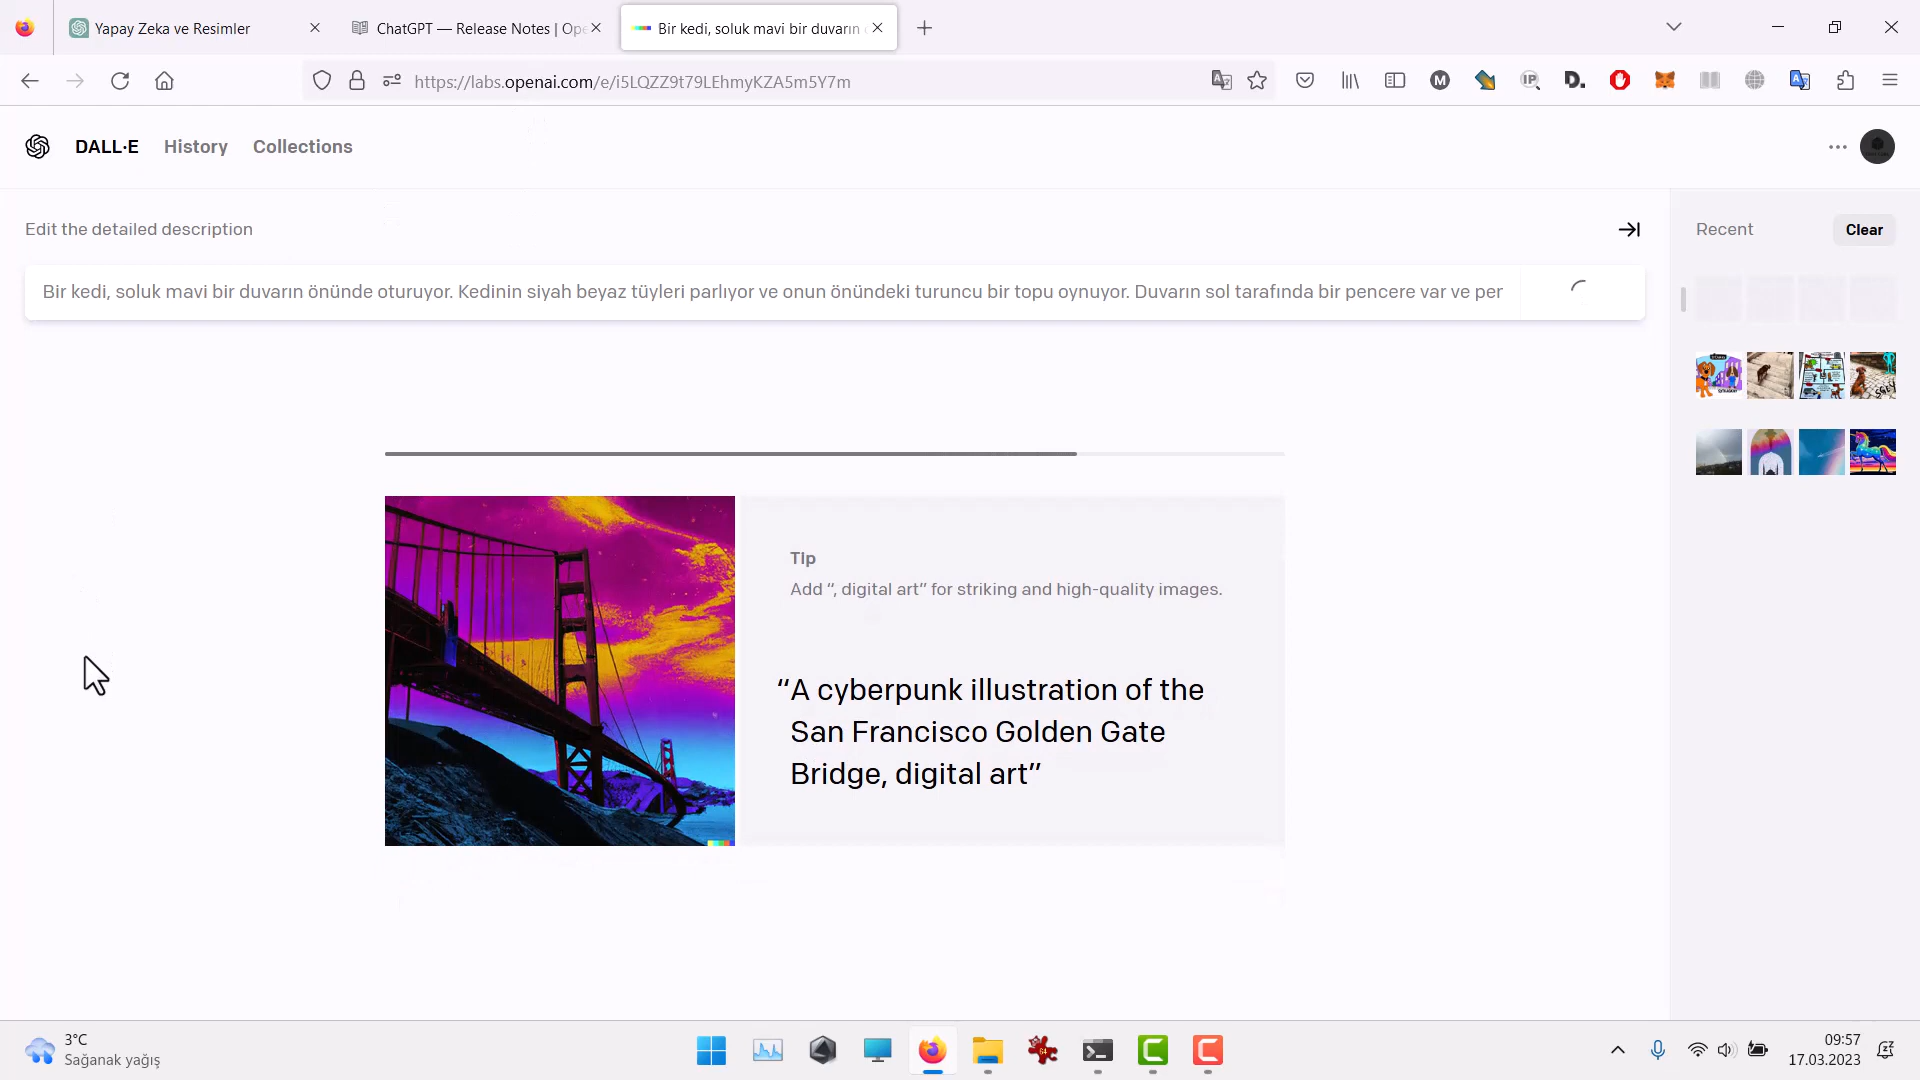 Yapay Zeka ve Resimler
ChatGPT — Release Notes | Ope
Bir kedi, soluk mavi bir duvarın
https://labs.openai.com/e/i5LQZZ9t79LEhmyKZA5m5Y7m
DALL·E History Collections
Edit the detailed description
Recent
Clear
Bir kedi, soluk mavi bir duvarın önünde oturuyor. Kedinin siyah beyaz tüyleri parlıyor ve onun önündeki turuncu bir topu oynuyor. Duvarın sol tarafında bir pencere var ve per
Tip
Add “, digital art” for striking and high-quality images.
“A cyberpunk illustration of the
San Francisco Golden Gate
Bridge, digital art”
3°C
Sağanak yağış
09:57
17.03.2023